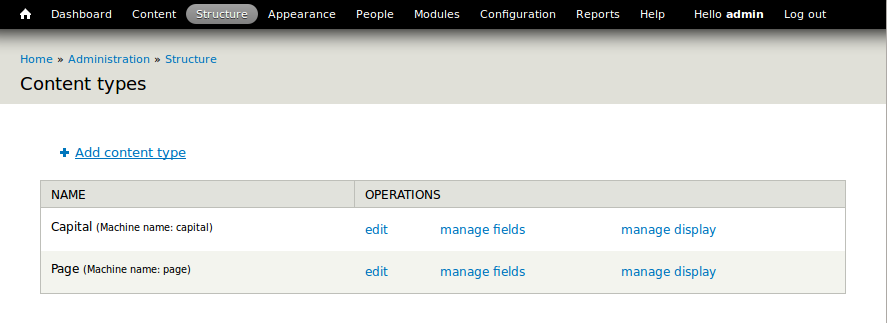 Dashboard Content Structure Appearance People Modules Configuration Reports Help Hello admin Log out
Home » Administration » Structure
Content types
Add content type
NAME OPERATIONS
Capital (Machine name: capital) edit manage fields manage display
Page (Machine name: page) edit manage fields manage display